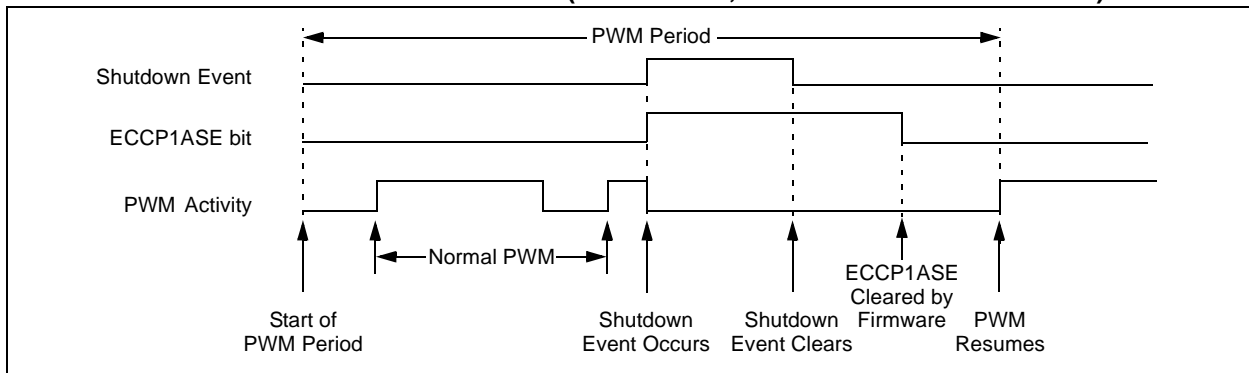 PWM Period
Shutdown Event
ECCP1ASE bit
PWM Activity
Normal PWM
Start of
PWM Period
Shutdown
Event Occurs
Shutdown
Event Clears
ECCP1ASE
Cleared by
Firmware
PWM
Resumes